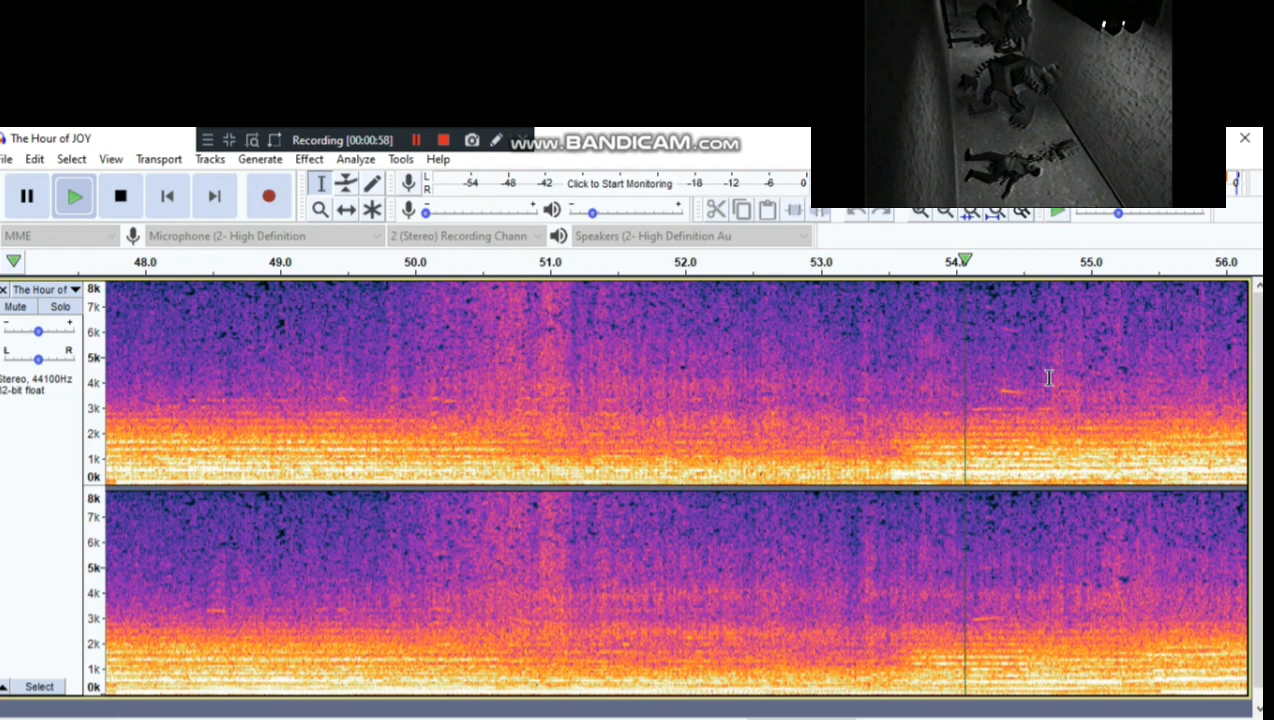 The Hour of JOY
Recording [00:00:58]
www.BANDICAM.com
File Edit Select View Transport Tracks Generate Effect Analyze Tools Help
L
R
-54 -48 -42 Click to Start Monitoring -18 -12 -6 0
- + - +
MME Microphone (2- High Definition 2 (Stereo) Recording Chann Speakers (2- High Definition Au
48.0 49.0 50.0 51.0 52.0 53.0 54.0 55.0 56.0
The Hour of
Mute Solo
- +
L R
Stereo, 44100Hz
32-bit float
8k
7k
6k
5k
4k
3k
2k
1k
0k
8k
7k
6k
5k
4k
3k
2k
1k
0k
Select